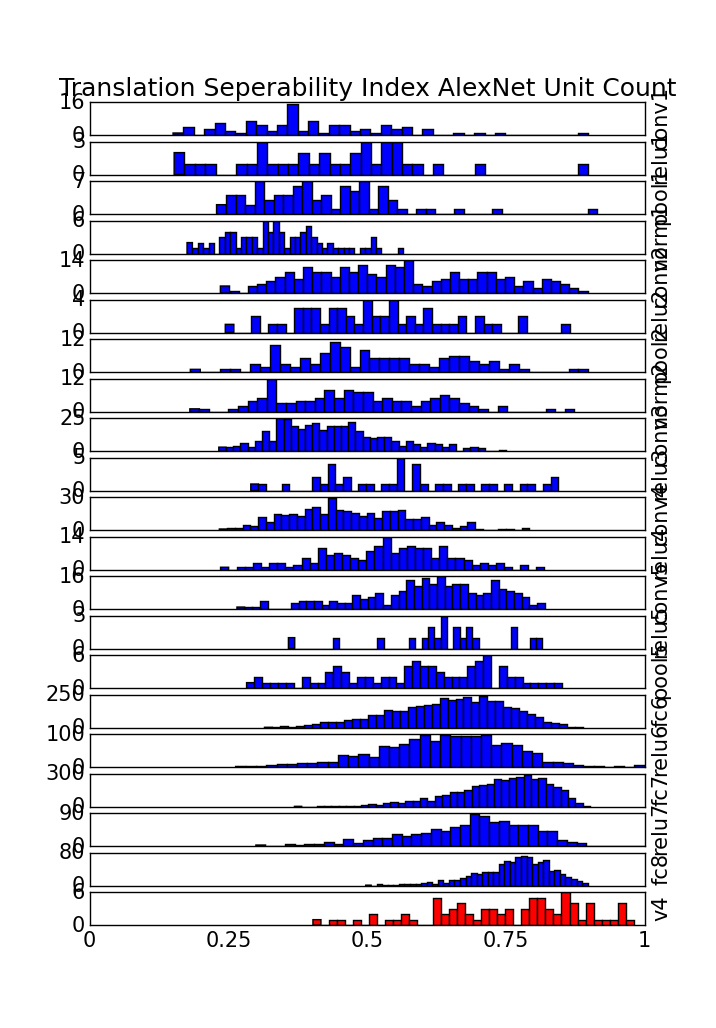 Translation Seperability Index AlexNet Unit Count
16
0
conv1
3
0
relu1
7
0
pool1
6
0
norm1
14
0
conv2
4
0
relu2
12
0
pool2
12
0
norm2
25
0
conv3
5
0
relu3
30
0
conv4
14
0
relu4
16
0
conv5
3
0
relu5
6
0
pool5
250
0
fc6
100
0
relu6
300
0
fc7
90
0
relu7
80
0
fc8
6
0
v4
0
0.25
0.5
0.75
1